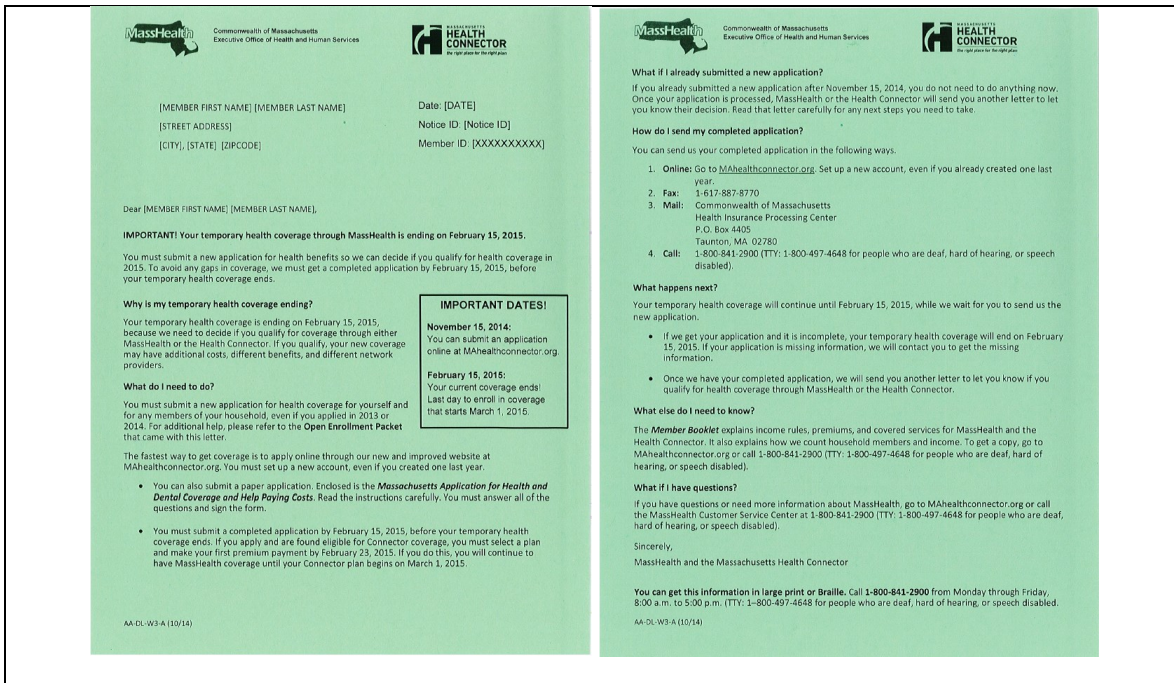 MassHealth
Commonwealth of Massachusetts
Executive Office of Health and Human Services
MASSACHUSETTS
HEALTH
CONNECTOR
the right place for the right plan
[MEMBER FIRST NAME] [MEMBER LAST NAME]
[STREET ADDRESS]
[CITY], [STATE] [ZIPCODE]
Date: [DATE]
Notice ID: [Notice ID]
Member ID: [XXXXXXXXXX]
Dear [MEMBER FIRST NAME] [MEMBER LAST NAME],
IMPORTANT! Your temporary health coverage through MassHealth is ending on February 15, 2015.
You must submit a new application for health benefits so we can decide if you qualify for health coverage in
2015. To avoid any gaps in coverage, we must get a completed application by February 15, 2015, before
your temporary health coverage ends.
Why is my temporary health coverage ending?
Your temporary health coverage is ending on February 15, 2015,
because we need to decide if you qualify for coverage through either
MassHealth or the Health Connector. If you qualify, your new coverage
may have additional costs, different benefits, and different network
providers.
What do I need to do?
You must submit a new application for health coverage for yourself and
for any members of your household, even if you applied in 2013 or
2014. For additional help, please refer to the Open Enrollment Packet
that came with this letter.
IMPORTANT DATES!
November 15, 2014:
You can submit an application
online at MAhealthconnector.org.
February 15, 2015:
Your current coverage ends!
Last day to enroll in coverage
that starts March 1, 2015.
The fastest way to get coverage is to apply online through our new and improved website at
MAhealthconnector.org. You must set up a new account, even if you created one last year.
• You can also submit a paper application. Enclosed is the Massachusetts Application for Health and
Dental Coverage and Help Paying Costs. Read the instructions carefully. You must answer all of the
questions and sign the form.
• You must submit a completed application by February 15, 2015, before your temporary health
coverage ends. If you apply and are found eligible for Connector coverage, you must select a plan
and make your first premium payment by February 23, 2015. If you do this, you will continue to
have MassHealth coverage until your Connector plan begins on March 1, 2015.
AA-DL-W3-A (10/14)
MassHealth
Commonwealth of Massachusetts
Executive Office of Health and Human Services
MASSACHUSETTS
HEALTH
CONNECTOR
the right place for the right plan
What if I already submitted a new application?
If you already submitted a new application after November 15, 2014, you do not need to do anything now.
Once your application is processed, MassHealth or the Health Connector will send you another letter to let
you know their decision. Read that letter carefully for any next steps you need to take.
How do I send my completed application?
You can send us your completed application in the following ways.
1. Online: Go to MAhealthconnector.org. Set up a new account, even if you already created one last
year.
2. Fax: 1-617-887-8770
3. Mail: Commonwealth of Massachusetts
Health Insurance Processing Center
P.O. Box 4405
Taunton, MA 02780
4. Call: 1-800-841-2900 (TTY: 1-800-497-4648 for people who are deaf, hard of hearing, or speech
disabled).
What happens next?
Your temporary health coverage will continue until February 15, 2015, while we wait for you to send us the
new application.
• If we get your application and it is incomplete, your temporary health coverage will end on February
15, 2015. If your application is missing information, we will contact you to get the missing
information.
• Once we have your completed application, we will send you another letter to let you know if you
qualify for health coverage through MassHealth or the Health Connector.
What else do I need to know?
The Member Booklet explains income rules, premiums, and covered services for MassHealth and the
Health Connector. It also explains how we count household members and income. To get a copy, go to
MAhealthconnector.org or call 1-800-841-2900 (TTY: 1-800-497-4648 for people who are deaf, hard of
hearing, or speech disabled).
What if I have questions?
If you have questions or need more information about MassHealth, go to MAhealthconnector.org or call
the MassHealth Customer Service Center at 1-800-841-2900 (TTY: 1-800-497-4648 for people who are deaf,
hard of hearing, or speech disabled).
Sincerely,
MassHealth and the Massachusetts Health Connector
You can get this information in large print or Braille. Call 1-800-841-2900 from Monday through Friday,
8:00 a.m. to 5:00 p.m. (TTY: 1–800-497-4648 for people who are deaf, hard of hearing, or speech disabled.
AA-DL-W3-A (10/14)